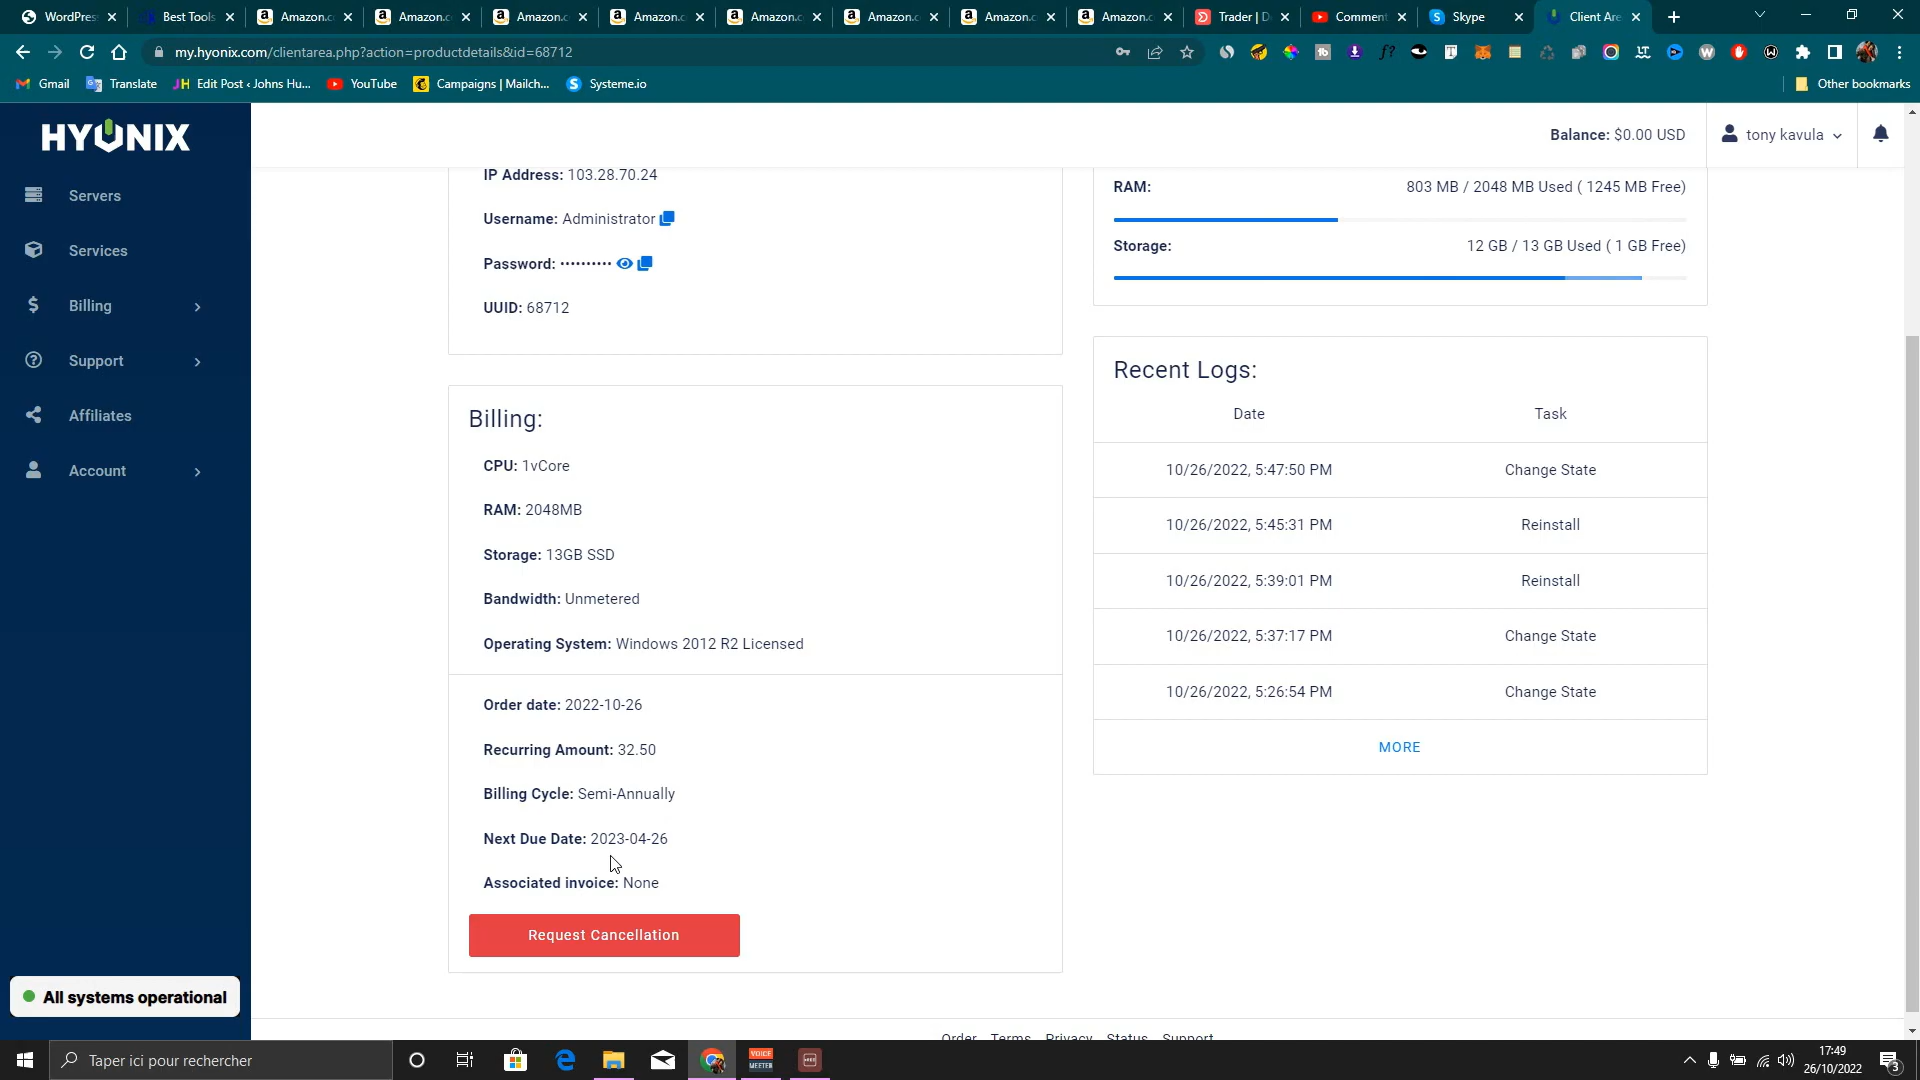 WordPres
Best Tools
Amazon.c
Amazon.c
Amazon.c
Amazon.c
Amazon.c
Amazon.c
Amazon.c
Amazon.c
Trader | D
Comment
Skype
Client Are
my.hyonix.com/clientarea.php?action=productdetails&id=68712
Gmail
Translate
Edit Post ‹ Johns Hu...
YouTube
Campaigns | Mailch...
Systeme.io
Other bookmarks
HYONIX
Balance: $0.00 USD
tony kavula
Servers
Services
Billing
Support
Affiliates
Account
All systems operational
IP Address: 103.28.70.24
Username: Administrator
Password: ••••••••••
UUID: 68712
Billing:
CPU: 1vCore
RAM: 2048MB
Storage: 13GB SSD
Bandwidth: Unmetered
Operating System: Windows 2012 R2 Licensed
Order date: 2022-10-26
Recurring Amount: 32.50
Billing Cycle: Semi-Annually
Next Due Date: 2023-04-26
Associated invoice: None
Request Cancellation
RAM: 803 MB / 2048 MB Used ( 1245 MB Free)
Storage: 12 GB / 13 GB Used ( 1 GB Free)
Recent Logs:
Date Task
10/26/2022, 5:47:50 PM Change State
10/26/2022, 5:45:31 PM Reinstall
10/26/2022, 5:39:01 PM Reinstall
10/26/2022, 5:37:17 PM Change State
10/26/2022, 5:26:54 PM Change State
MORE
Order Terms Privacy Status Support
Taper ici pour rechercher
VOICE
MEETER
17:49
26/10/2022
3